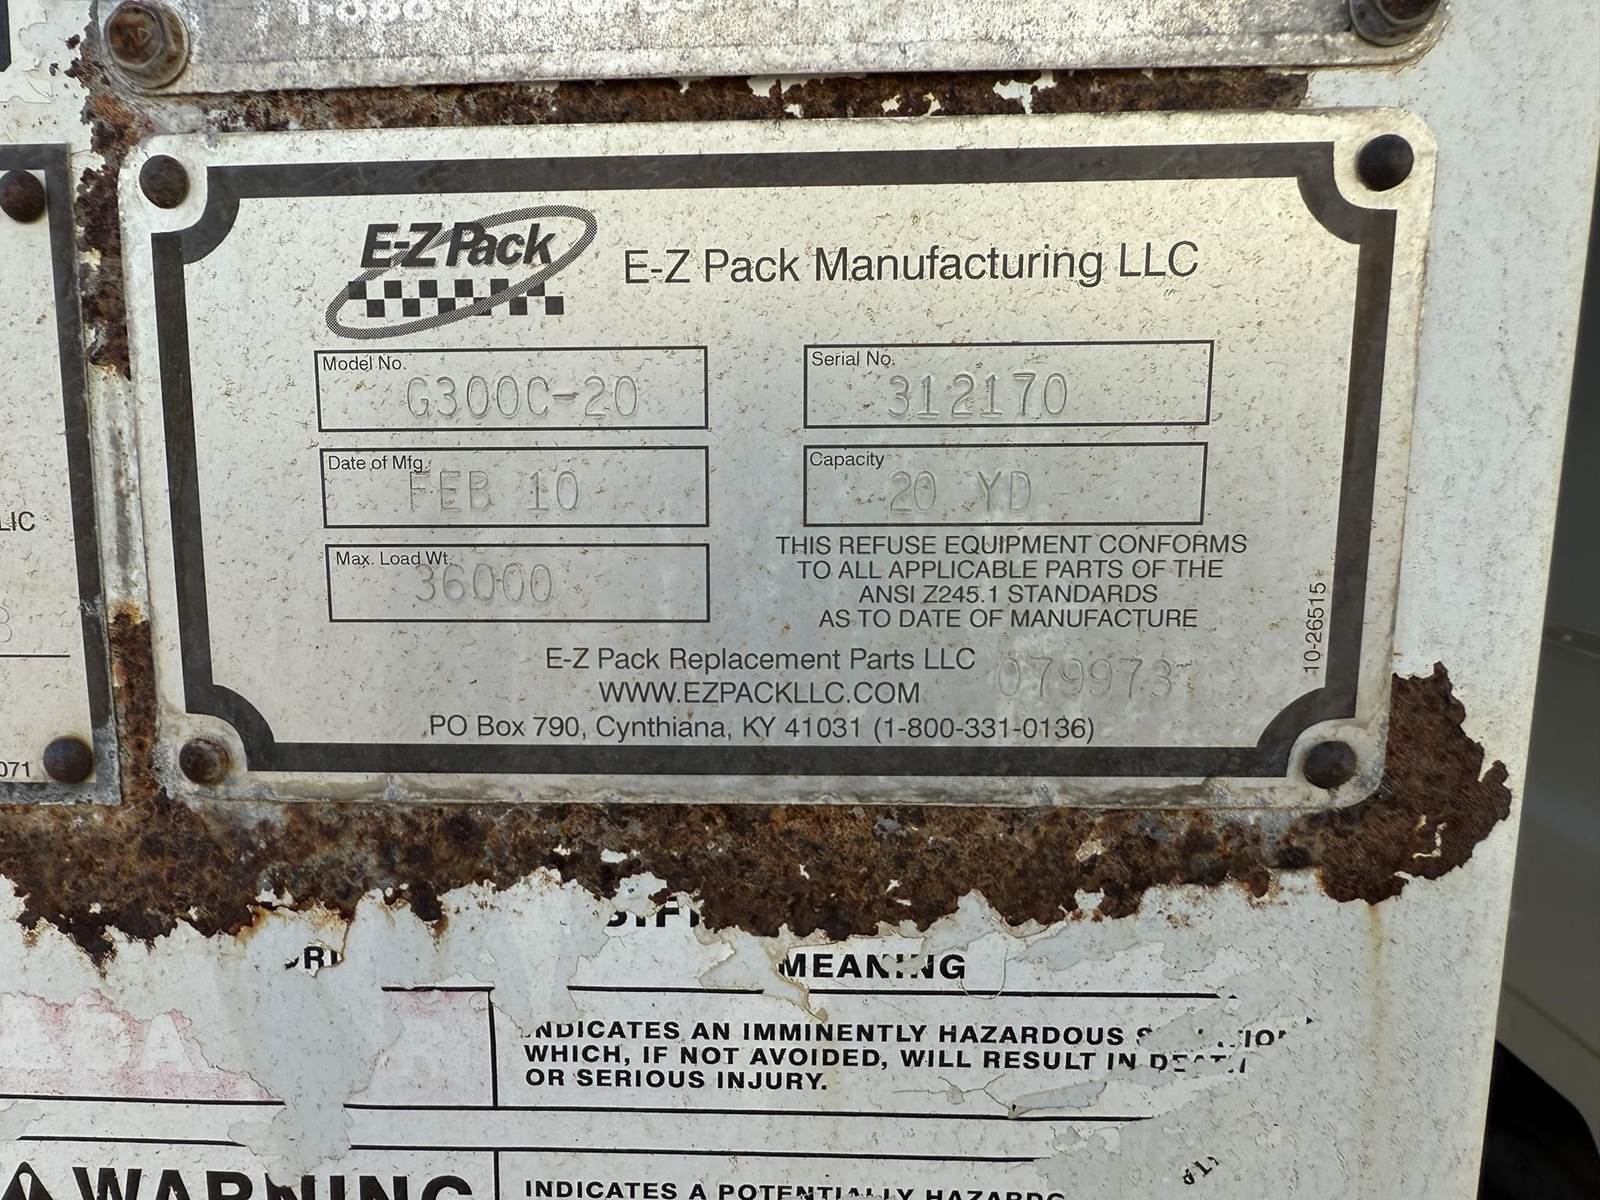 E-Z Pack
E-Z Pack Manufacturing LLC
Model No.
G300C-20
Serial No.
312170
Date of Mfg.
FEB 10
Capacity
20 YD
Max. Load Wt.
36000
THIS REFUSE EQUIPMENT CONFORMS
TO ALL APPLICABLE PARTS OF THE
ANSI Z245.1 STANDARDS
AS TO DATE OF MANUFACTURE
10-26515
E-Z Pack Replacement Parts LLC
0799737
WWW.EZPACKLLC.COM
PO Box 790, Cynthiana, KY 41031 (1-800-331-0136)
LIC
071
MEANING
INDICATES AN IMMINENTLY HAZARDOUS
WHICH, IF NOT AVOIDED, WILL RESULT IN DEATH
OR SERIOUS INJURY.
WARNING
INDICATES A POTENTIALLY